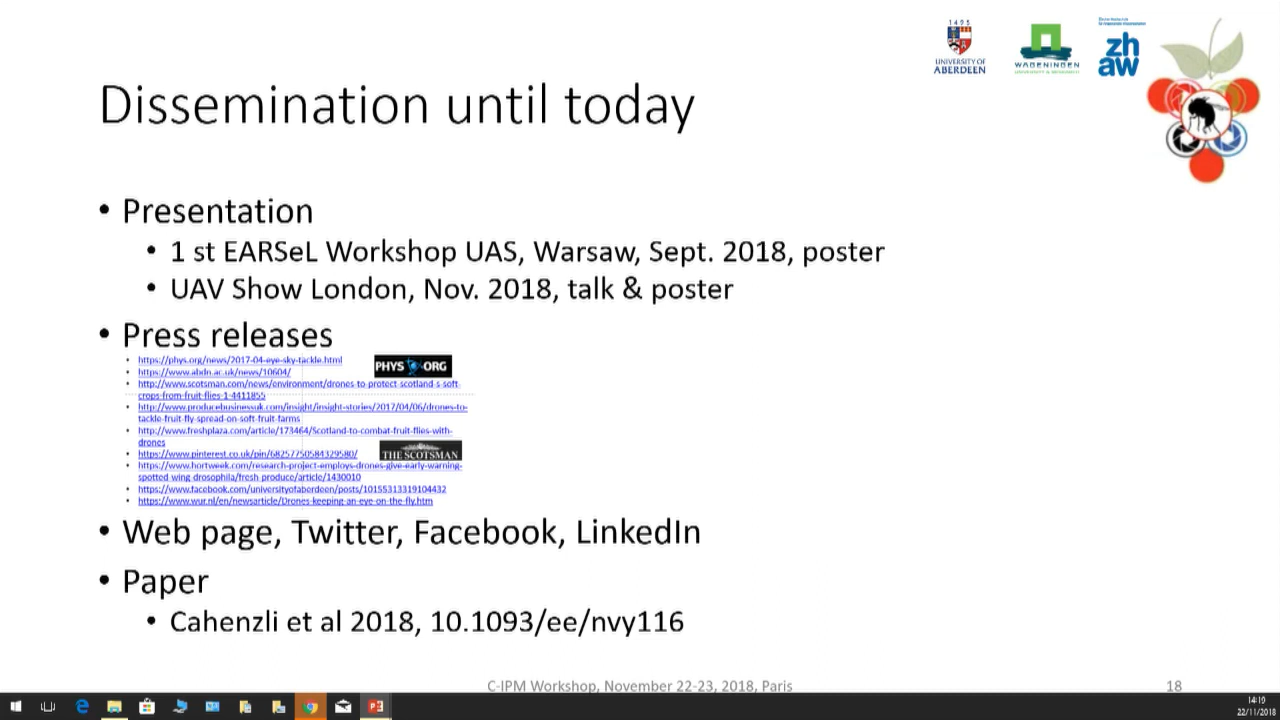 1495
UNIVERSITY OF
ABERDEEN
WAGENINGEN
UNIVERSITY & RESEARCH
zh
aw
Dissemination until today
• Presentation
• 1 st EARSeL Workshop UAS, Warsaw, Sept. 2018, poster
• UAV Show London, Nov. 2018, talk & poster
• Press releases
• https://phys.org/news/2017-04-eye-sky-tackle.html
PHYS ORG
• https://www.abdn.ac.uk/news/10604/
• http://www.scotsman.com/news/environment/drones-to-protect-scotland-s-soft-
crops-from-fruit-flies-1-4411855
• http://www.producebusinessuk.com/insight/insight-stories/2017/04/06/drones-to-
tackle-fruit-fly-spread-on-soft-fruit-farms
• http://www.freshplaza.com/article/173464/Scotland-to-combat-fruit-flies-with-
drones
• https://www.pinterest.co.uk/pin/68257750584329580/
THE SCOTSMAN
• https://www.hortweek.com/research-project-employs-drones-give-early-warning-
spotted-wing-drosophila/fresh-produce/article/1430010
• https://www.facebook.com/universityofaberdeen/posts/10155313319104432
• https://www.wur.nl/en/newsarticle/Drones-keeping-an-eye-on-the-fly.htm
• Web page, Twitter, Facebook, LinkedIn
• Paper
• Cahenzli et al 2018, 10.1093/ee/nvy116
C-IPM Workshop, November 22-23, 2018, Paris
18
14:19
22/11/2018